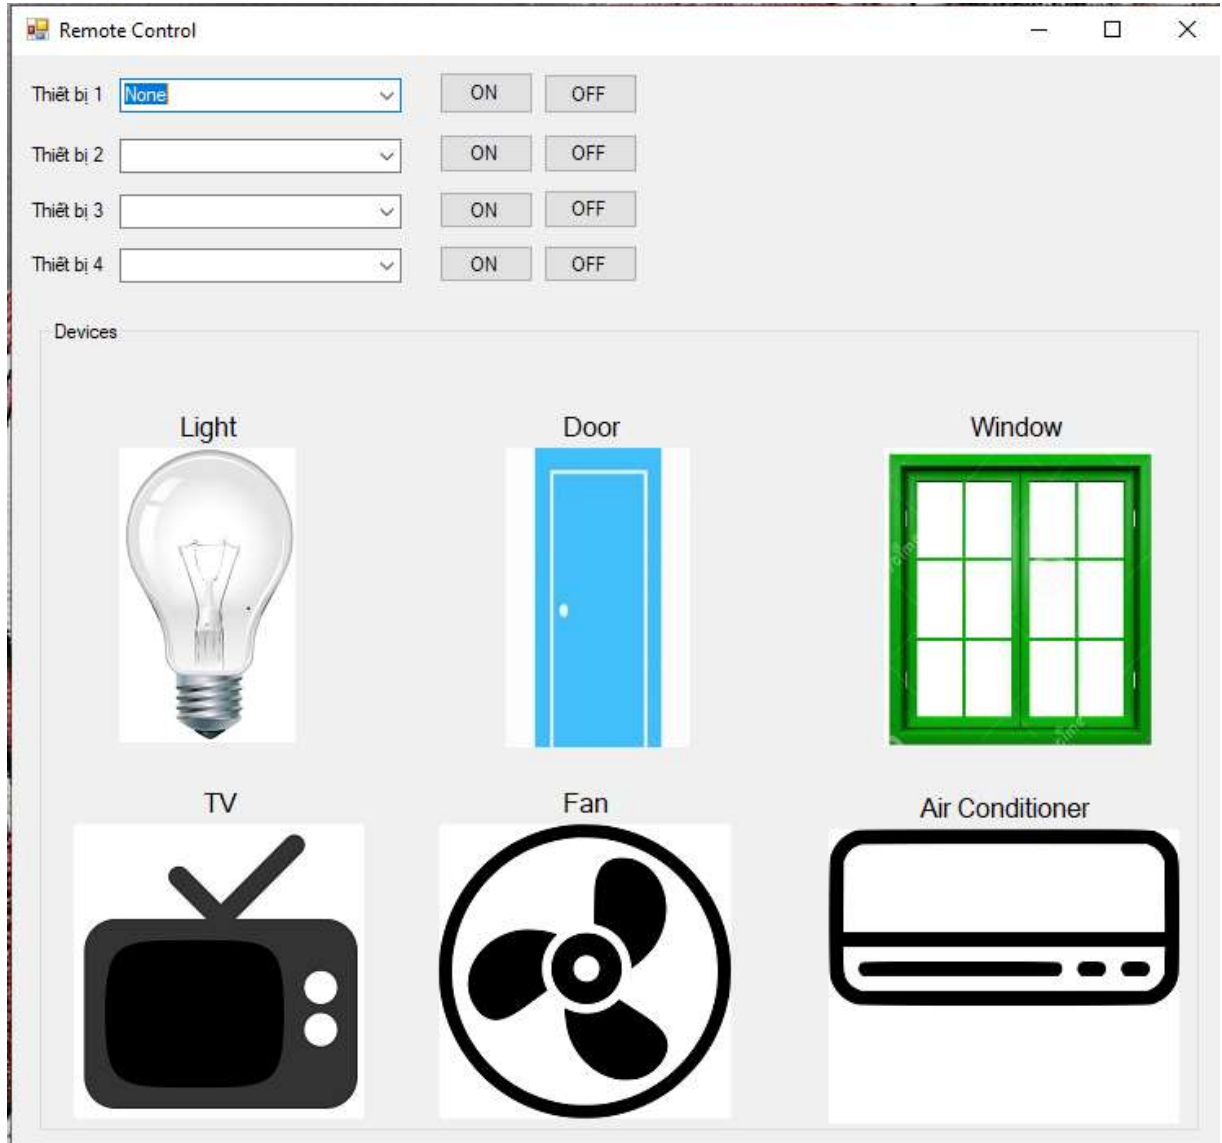 Remote Control
Thiết bị 1 None ON OFF
Thiết bị 2 ON OFF
Thiết bị 3 ON OFF
Thiết bị 4 ON OFF
Devices
Light Door Window
TV Fan Air Conditioner